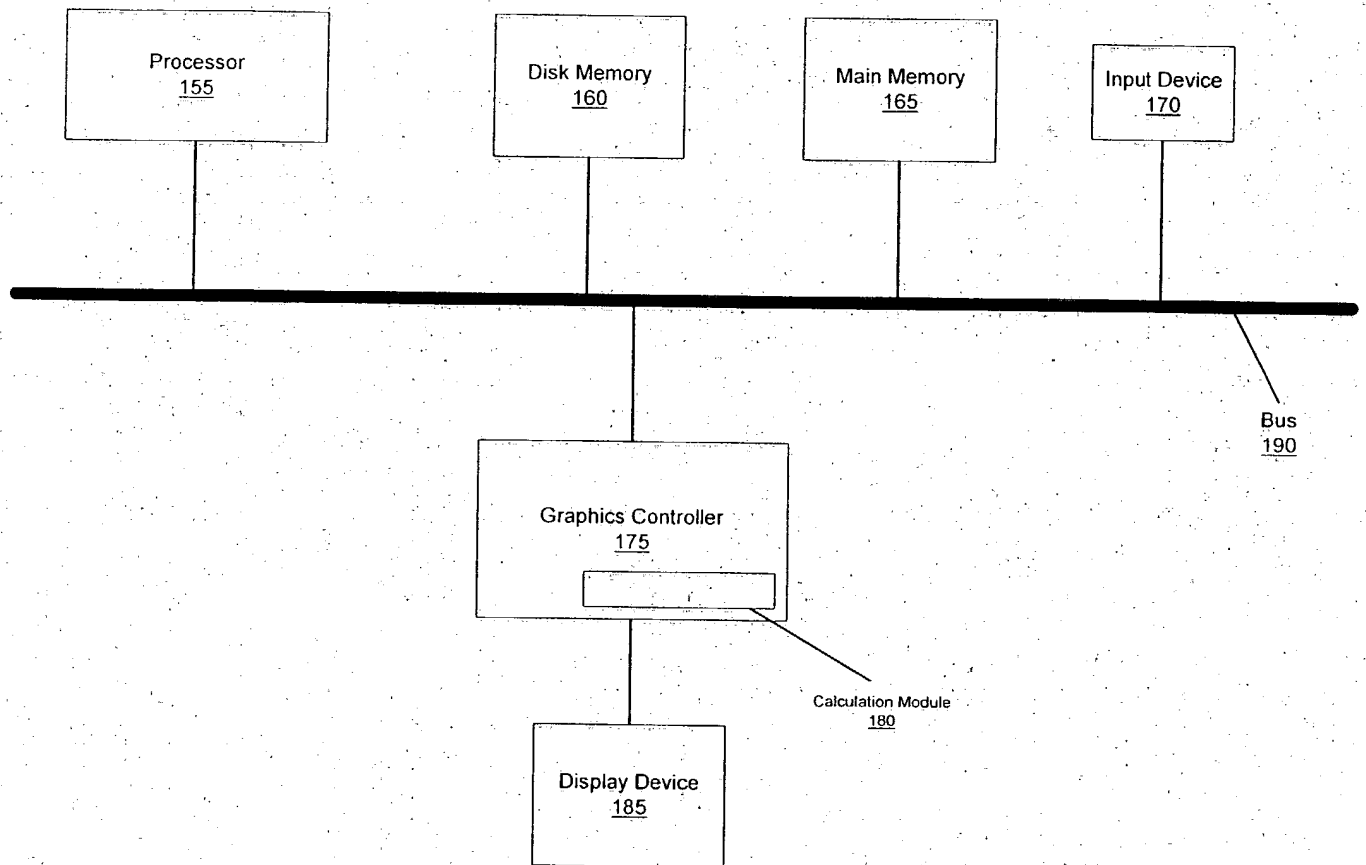 Processor
155
Disk Memory
160
Main Memory
165
Input Device
170
Bus
190
Graphics Controller
175
Calculation Module
180
Display Device
185